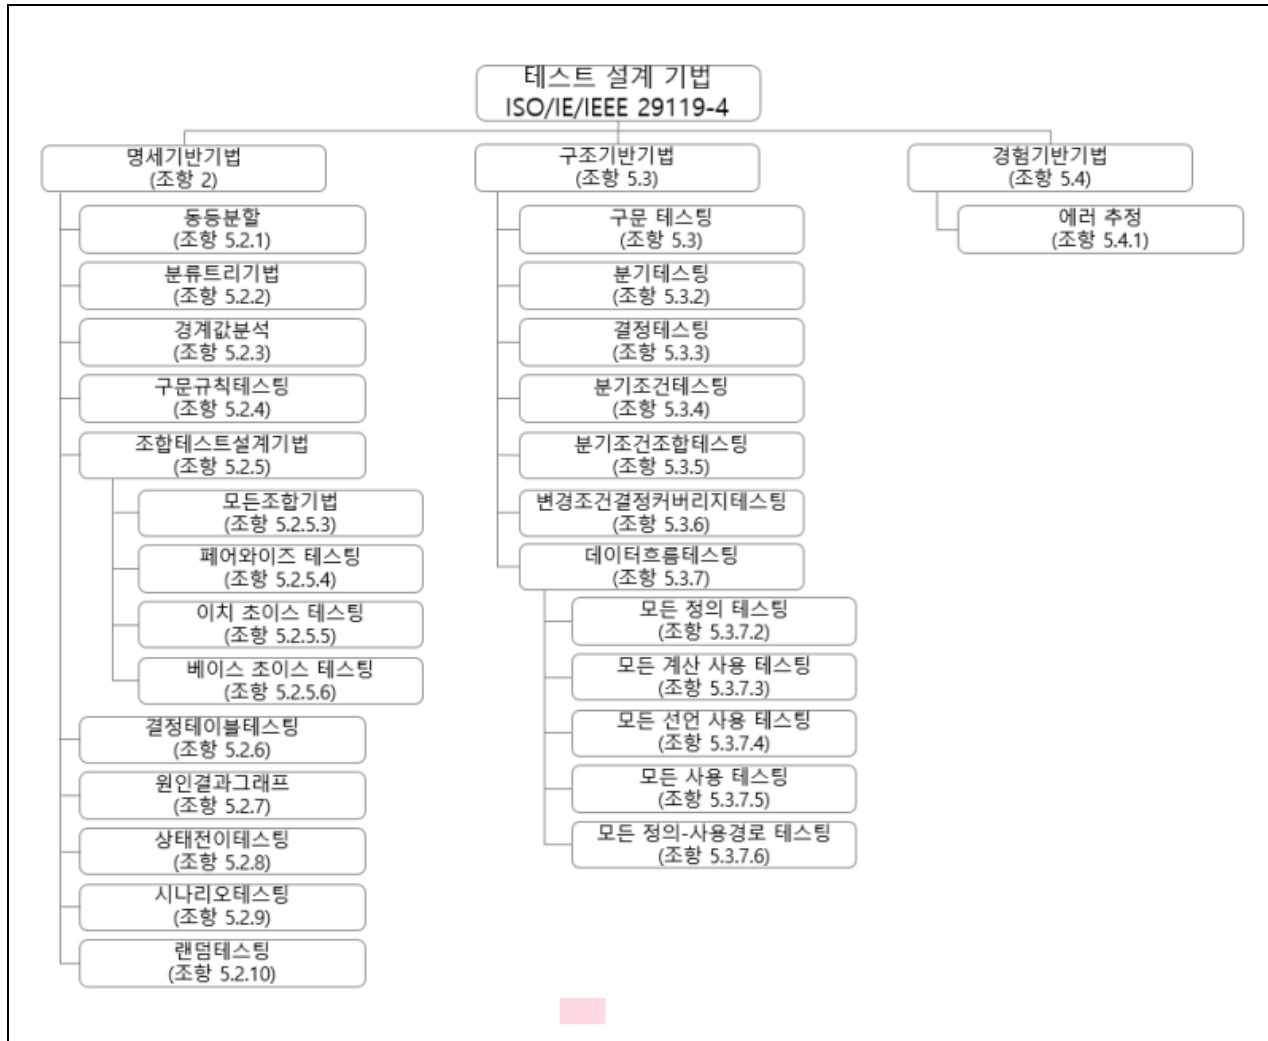 테스트 설계 기법
ISO/IE/IEEE 29119-4
명세기반기법
(조항 2)
동등분할
(조항 5.2.1)
분류트리기법
(조항 5.2.2)
경계값분석
(조항 5.2.3)
구문규칙테스팅
(조항 5.2.4)
조합테스트설계기법
(조항 5.2.5)
모든조합기법
(조항 5.2.5.3)
페어와이즈 테스팅
(조항 5.2.5.4)
이치 초이스 테스팅
(조항 5.2.5.5)
베이스 초이스 테스팅
(조항 5.2.5.6)
결정테이블테스팅
(조항 5.2.6)
원인결과그래프
(조항 5.2.7)
상태전이테스팅
(조항 5.2.8)
시나리오테스팅
(조항 5.2.9)
랜덤테스팅
(조항 5.2.10)
구조기반기법
(조항 5.3)
구문 테스팅
(조항 5.3)
분기테스팅
(조항 5.3.2)
결정테스팅
(조항 5.3.3)
분기조건테스팅
(조항 5.3.4)
분기조건조합테스팅
(조항 5.3.5)
변경조건결정커버리지테스팅
(조항 5.3.6)
데이터흐름테스팅
(조항 5.3.7)
모든 정의 테스팅
(조항 5.3.7.2)
모든 계산 사용 테스팅
(조항 5.3.7.3)
모든 선언 사용 테스팅
(조항 5.3.7.4)
모든 사용 테스팅
(조항 5.3.7.5)
모든 정의-사용경로 테스팅
(조항 5.3.7.6)
경험기반기법
(조항 5.4)
에러 추정
(조항 5.4.1)